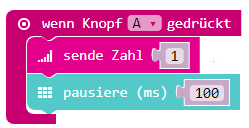 wenn Knopf A gedrückt
sende Zahl 1
pausiere (ms) 100